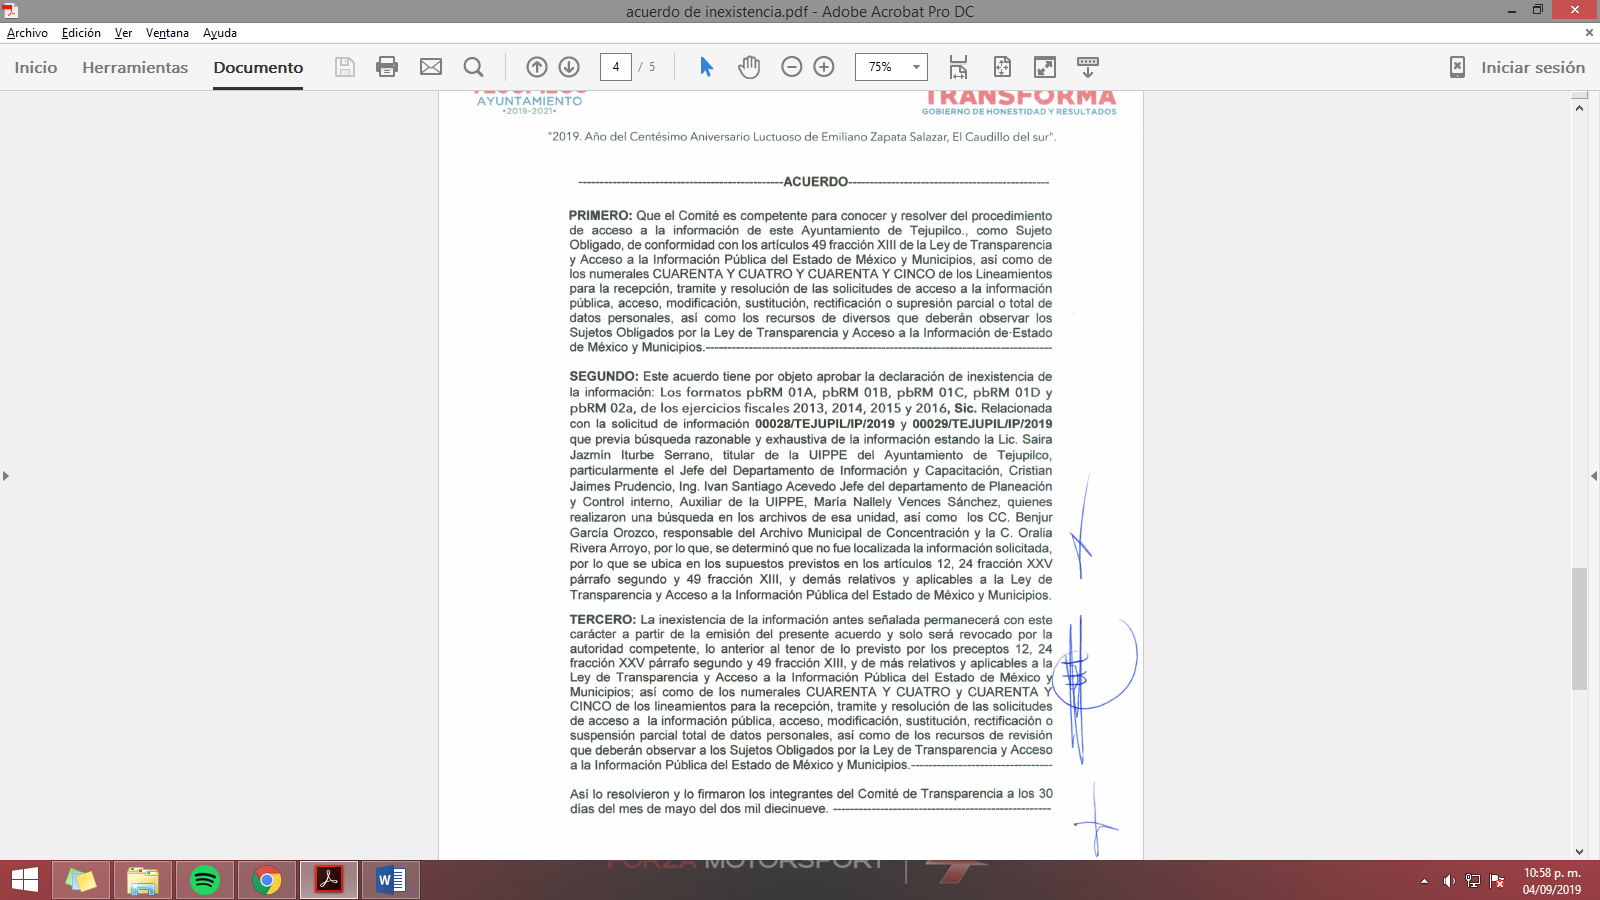 acuerdo de inexistencia.pdf - Adobe Acrobat Pro DC
Archivo Edición Ver Ventana Ayuda
Inicio Herramientas Documento 4 / 5 75% Iniciar sesión
AYUNTAMIENTO
•2019-2021•
TRANSFORMA
GOBIERNO DE HONESTIDAD Y RESULTADOS
"2019. Año del Centésimo Aniversario Luctuoso de Emiliano Zapata Salazar, El Caudillo del sur".
------------------------------------------------ACUERDO-----------------------------------------------
PRIMERO: Que el Comité es competente para conocer y resolver del procedimiento
de acceso a la información de este Ayuntamiento de Tejupilco., como Sujeto
Obligado, de conformidad con los artículos 49 fracción XIII de la Ley de Transparencia
y Acceso a la Información Pública del Estado de México y Municipios, así como de
los numerales CUARENTA Y CUATRO Y CUARENTA Y CINCO de los Lineamientos
para la recepción, tramite y resolución de las solicitudes de acceso a la información
pública, acceso, modificación, sustitución, rectificación o supresión parcial o total de
datos personales, así como los recursos de diversos que deberán observar los
Sujetos Obligados por la Ley de Transparencia y Acceso a la Información de Estado
de México y Municipios.---------------------------------------------------------------------------------
SEGUNDO: Este acuerdo tiene por objeto aprobar la declaración de inexistencia de
la información: Los formatos pbRM 01A, pbRM 01B, pbRM 01C, pbRM 01D y
pbRM 02a, de los ejercicios fiscales 2013, 2014, 2015 y 2016, Sic. Relacionada
con la solicitud de información 00028/TEJUPIL/IP/2019 y 00029/TEJUPIL/IP/2019
que previa búsqueda razonable y exhaustiva de la información estando la Lic. Saira
Jazmín Iturbe Serrano, titular de la UIPPE del Ayuntamiento de Tejupilco,
particularmente el Jefe del Departamento de Información y Capacitación, Cristian
Jaimes Prudencio, Ing. Ivan Santiago Acevedo Jefe del departamento de Planeación
y Control interno, Auxiliar de la UIPPE, María Nallely Vences Sánchez, quienes
realizaron una búsqueda en los archivos de esa unidad, así como los CC. Benjur
García Orozco, responsable del Archivo Municipal de Concentración y la C. Oralia
Rivera Arroyo, por lo que, se determinó que no fue localizada la información solicitada,
por lo que se ubica en los supuestos previstos en los artículos 12, 24 fracción XXV
párrafo segundo y 49 fracción XIII, y demás relativos y aplicables a la Ley de
Transparencia y Acceso a la Información Pública del Estado de México y Municipios.
TERCERO: La inexistencia de la información antes señalada permanecerá con este
carácter a partir de la emisión del presente acuerdo y solo será revocado por la
autoridad competente, lo anterior al tenor de lo previsto por los preceptos 12, 24
fracción XXV párrafo segundo y 49 fracción XIII, y de más relativos y aplicables a la
Ley de Transparencia y Acceso a la Información Pública del Estado de México y
Municipios; así como de los numerales CUARENTA Y CUATRO y CUARENTA Y
CINCO de los lineamientos para la recepción, tramite y resolución de las solicitudes
de acceso a la información pública, acceso, modificación, sustitución, rectificación o
suspensión parcial total de datos personales, así como de los recursos de revisión
que deberán observar a los Sujetos Obligados por la Ley de Transparencia y Acceso
a la Información Pública del Estado de México y Municipios.---------------------------------
Así lo resolvieron y lo firmaron los integrantes del Comité de Transparencia a los 30
días del mes de mayo del dos mil diecinueve. ---------------------------------------------------
FORZA MOTORSPORT
10:58 p. m.
04/09/2019